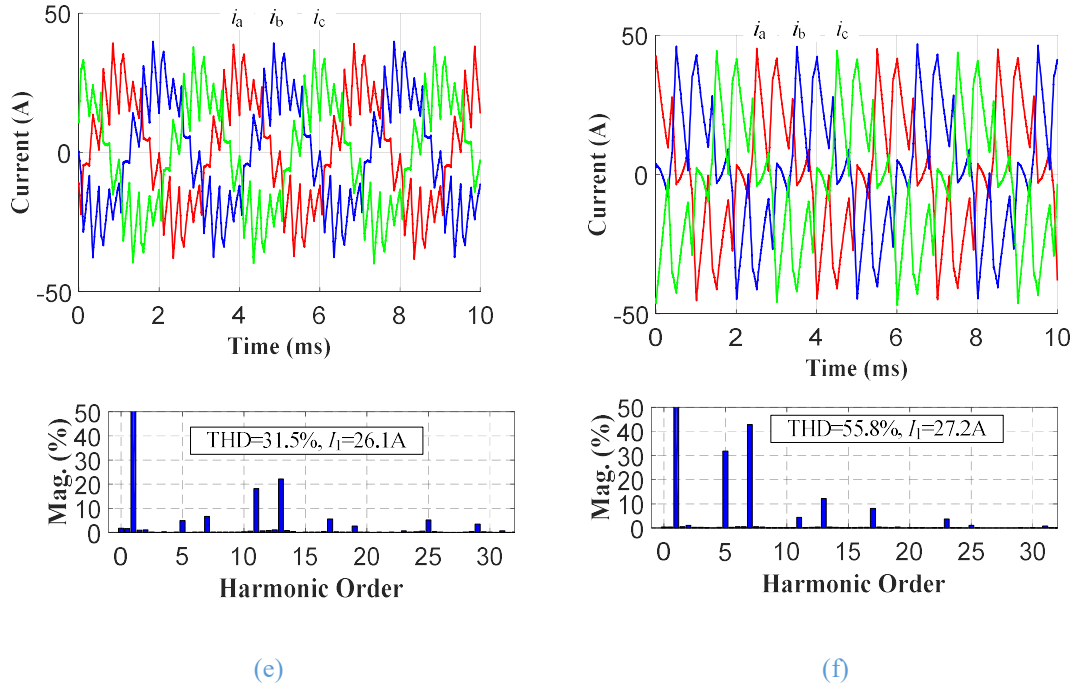 ia ib ic
50
0
-50
Current (A)
0 2 4 6 8 10
Time (ms)
50
40
30
20
10
0
Mag. (%)
THD=31.5%, I1=26.1A
0 5 10 15 20 25 30
Harmonic Order
(e)
ia ib ic
50
0
-50
Current (A)
0 2 4 6 8 10
Time (ms)
50
40
30
20
10
0
Mag. (%)
THD=55.8%, I1=27.2A
0 5 10 15 20 25 30
Harmonic Order
(f)